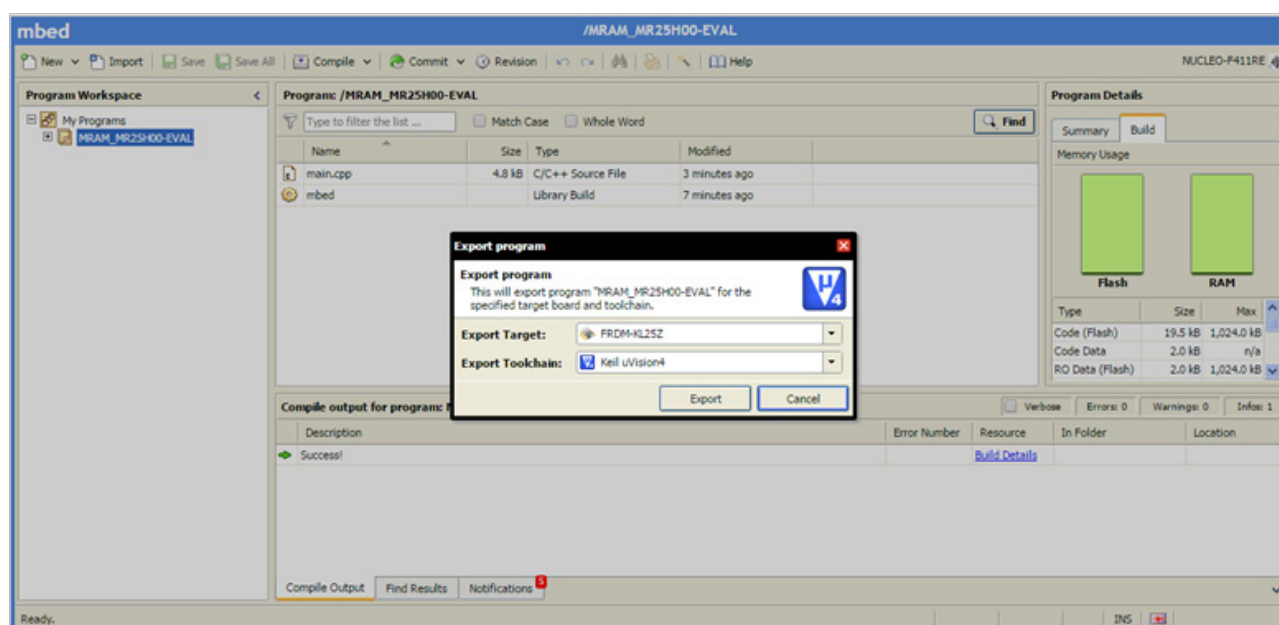 mbed
/MRAM_MR25H00-EVAL
New Import Save Save All Compile Commit Revision Help NUCLEO-F411RE
Program Workspace
My Programs
MRAM_MR25H00-EVAL
Program: /MRAM_MR25H00-EVAL
Type to filter the list ... Match Case Whole Word Find
Name Size Type Modified
main.cpp 4.8 kB C/C++ Source File 3 minutes ago
mbed Library Build 7 minutes ago
Program Details
Summary Build
Memory Usage
Flash RAM
Type Size Max
Code (Flash) 19.5 kB 1,024.0 kB
Code Data 2.0 kB n/a
RO Data (Flash) 2.0 kB 1,024.0 kB
Export program
Export program
This will export program "MRAM_MR25H00-EVAL" for the
specified target board and toolchain.
µ4
Export Target: FRDM-KL25Z
Export Toolchain: Keil uVision4
Export Cancel
Compile output for program:
Verbose Errors: 0 Warnings: 0 Infos: 1
Description Error Number Resource In Folder Location
Success! Build Details
Compile Output Find Results Notifications 5
Ready. INS